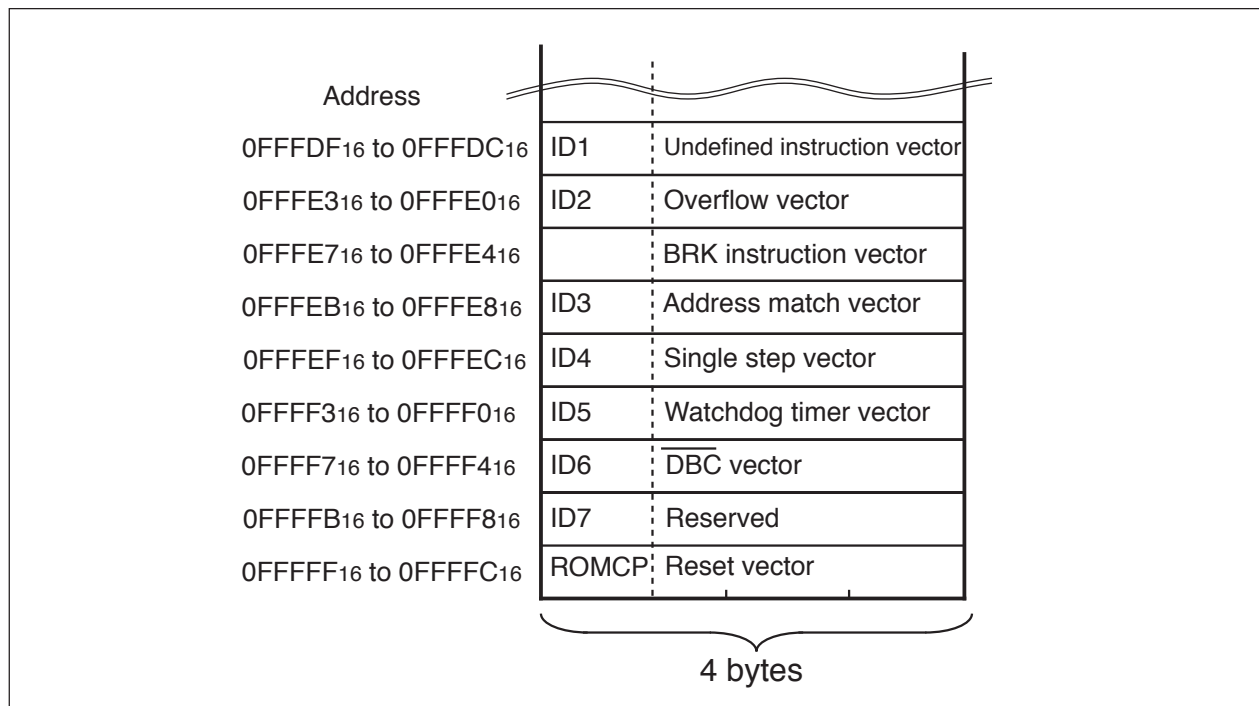 Address
0FFFDF16 to 0FFFDC16 ID1 Undefined instruction vector
0FFFE316 to 0FFFE016 ID2 Overflow vector
0FFFE716 to 0FFFE416 BRK instruction vector
0FFFEB16 to 0FFFE816 ID3 Address match vector
0FFFEF16 to 0FFFEC16 ID4 Single step vector
0FFFF316 to 0FFFF016 ID5 Watchdog timer vector
0FFFF716 to 0FFFF416 ID6 DBC vector
0FFFFB16 to 0FFFF816 ID7 Reserved
0FFFFF16 to 0FFFFC16 ROMCP Reset vector
4 bytes